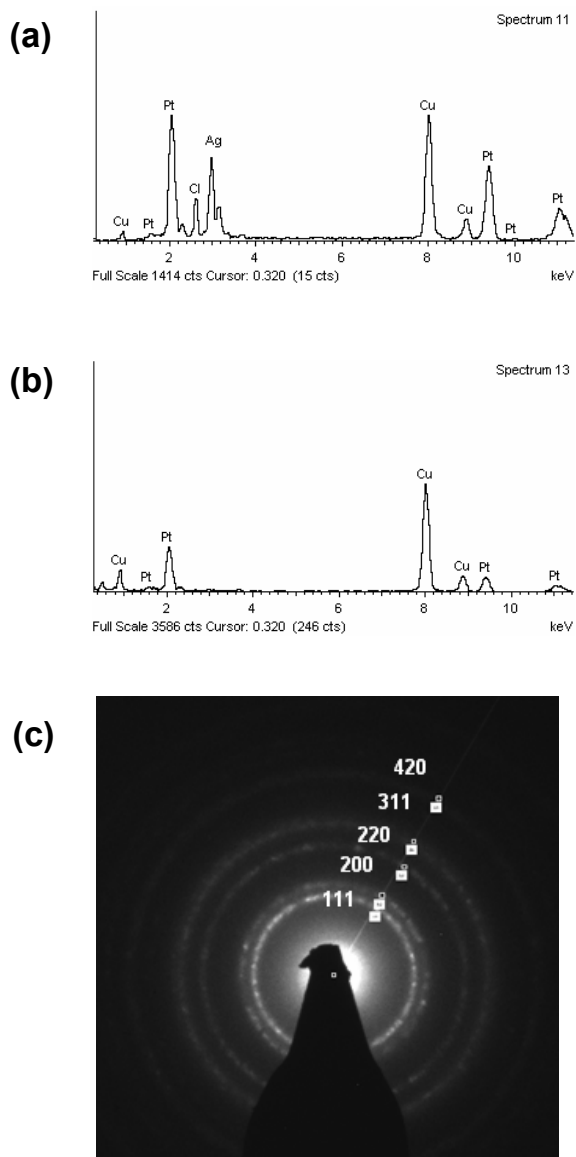 (a)
Spectrum 11
Pt
Cu
Ag
Pt
Cl
Pt
Cu
Cu
Pt
Pt
2 4 6 8 10
Full Scale 1414 cts Cursor: 0.320 (15 cts) keV
(b)
Spectrum 13
Cu
Pt
Cu
Pt
Cu
Pt
Pt
2 4 6 8 10
Full Scale 3586 cts Cursor: 0.320 (246 cts) keV
(c)
420
311
220
200
111